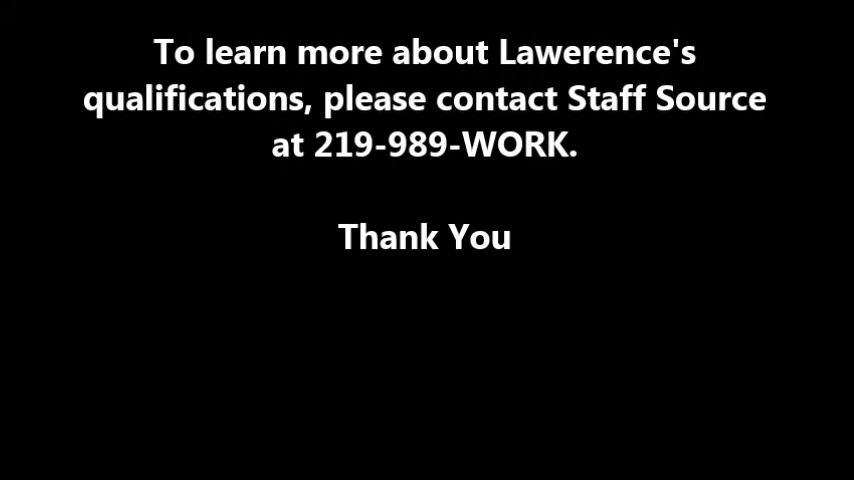 To learn more about Lawerence's
qualifications, please contact Staff Source
at 219-989-WORK.
Thank You